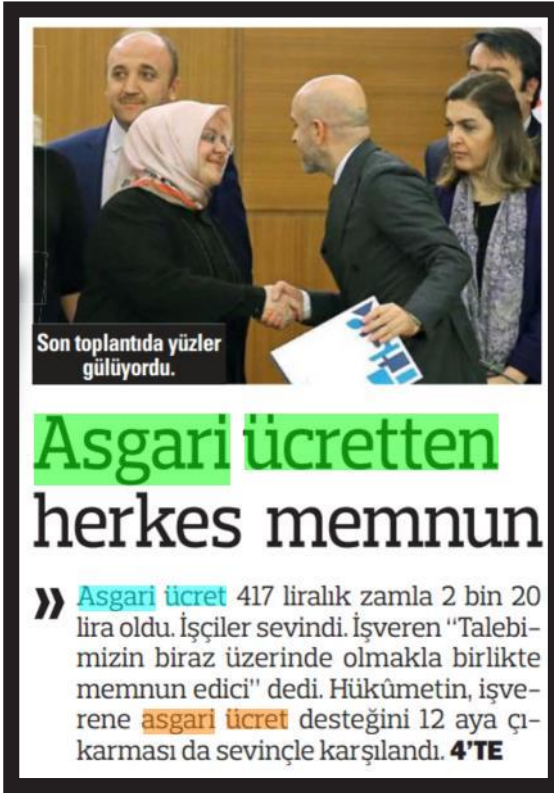 Son toplantıda yüzler
gülüyordu.
Asgari ücretten
herkes memnun
» Asgari ücret 417 liralık zamla 2 bin 20
lira oldu. İşçiler sevindi. İşveren “Talebi-
mizin biraz üzerinde olmakla birlikte
memnun edici” dedi. Hükûmetin, işve-
rene asgari ücret desteğini 12 aya çı-
karması da sevinçle karşılandı. 4’TE